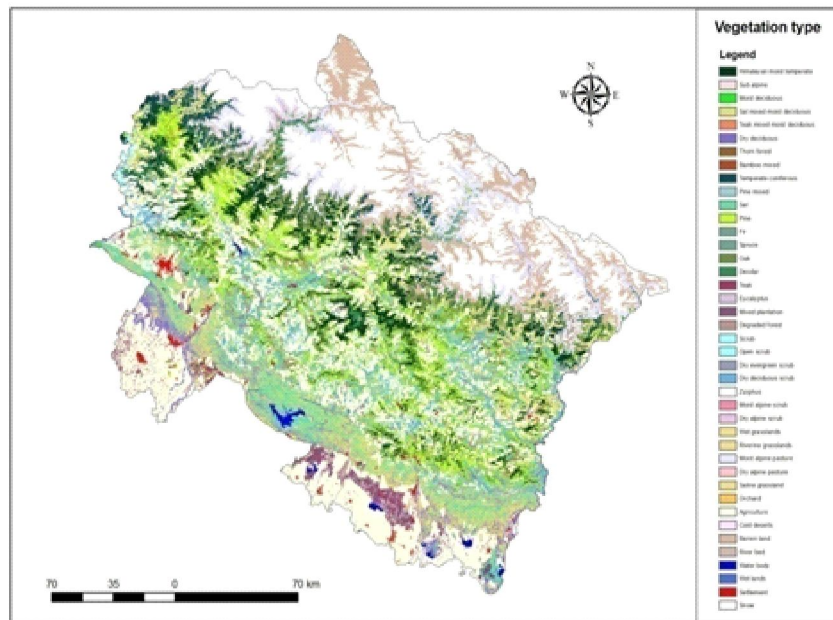 Vegetation type
Legend
Himalayan moist temperate
Sub alpine
Moist deciduous
Sal mixed moist deciduous
Teak mixed moist deciduous
Dry deciduous
Thorn forest
Bamboo mixed
Temperate coniferous
Pine mixed
Sal
Pine
Fir
Spruce
Oak
Deodar
Teak
Eucalyptus
Mixed plantation
Degraded forest
Scrub
Open scrub
Dry evergreen scrub
Dry deciduous scrub
Ziziphus
Moist alpine scrub
Dry alpine scrub
Wet grasslands
Riverine grasslands
Moist alpine pasture
Dry alpine pasture
Saline grassland
Orchard
Agriculture
Cold deserts
Barren land
Water body
Wet lands
Settlement
Snow
N
W E
S
70 35 0 70 km